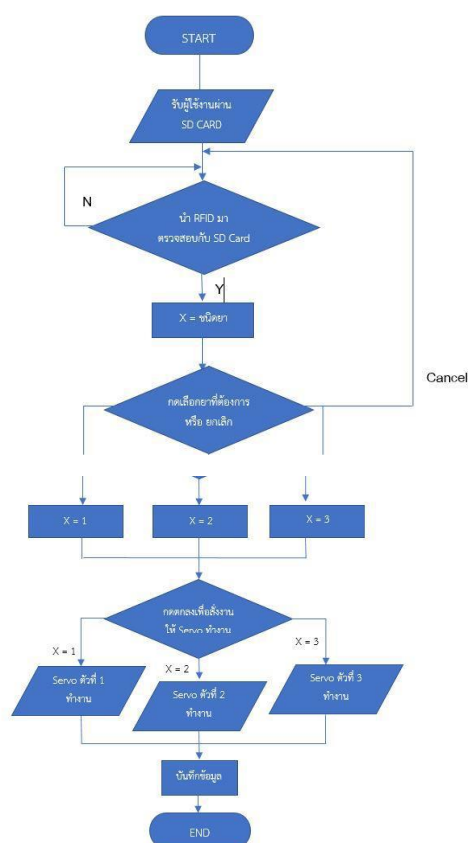 START
รับผู้ใช้งานผ่าน
SD CARD
N
นำ RFID มา
ตรวจสอบกับ SD Card
Y
X = ชนิดยา
Cancel
กดเลือกยาที่ต้องการ
หรือ ยกเลิก
X = 1
X = 2
X = 3
กดตกลงเพื่อสั่งงาน
ให้ Servo ทำงาน
X = 1
X = 2
X = 3
Servo ตัวที่ 1
ทำงาน
Servo ตัวที่ 2
ทำงาน
Servo ตัวที่ 3
ทำงาน
บันทึกข้อมูล
END